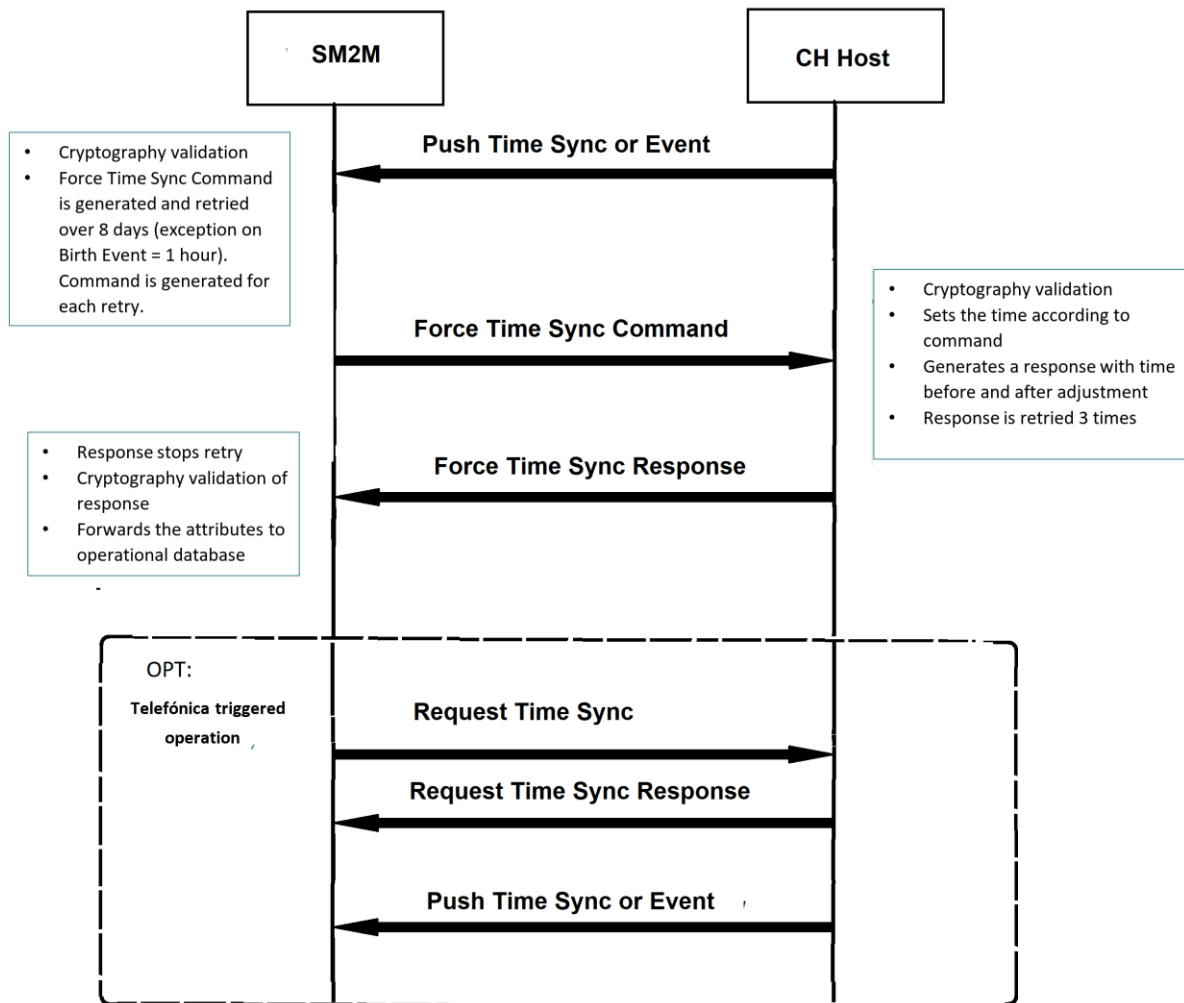 SM2M
CH Host
Push Time Sync or Event
• Cryptography validation
• Force Time Sync Command
is generated and retried
over 8 days (exception on
Birth Event = 1 hour).
Command is generated for
each retry.
Force Time Sync Command
• Cryptography validation
• Sets the time according to
command
• Generates a response with time
before and after adjustment
• Response is retried 3 times
• Response stops retry
• Cryptography validation of
response
• Forwards the attributes to
operational database
Force Time Sync Response
OPT:
Telefónica triggered
operation
Request Time Sync
Request Time Sync Response
Push Time Sync or Event